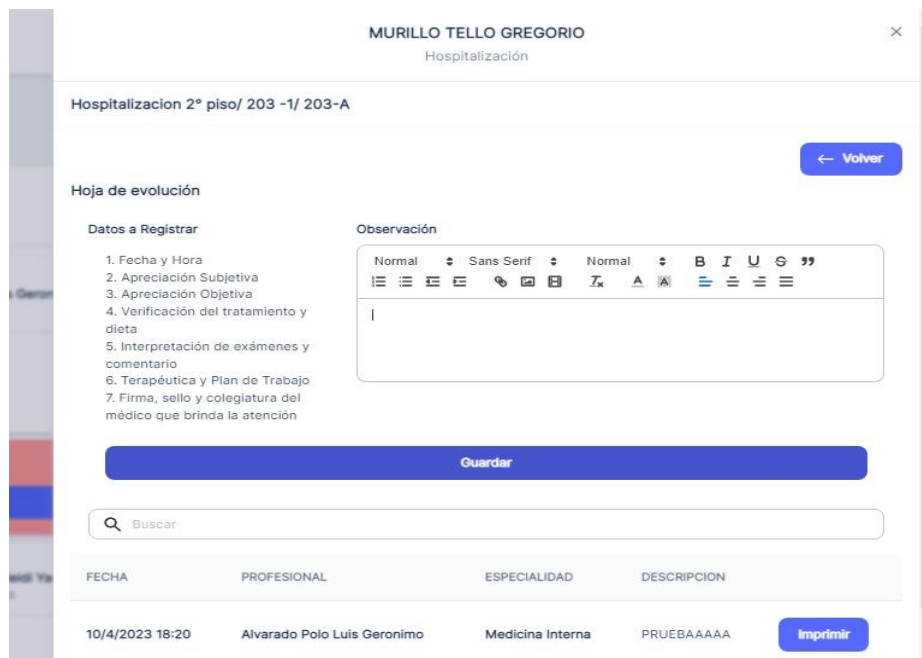 MURILLO TELLO GREGORIO
Hospitalización
Hospitalizacion 2º piso/ 203 -1/ 203-A
← Volver
Hoja de evolución
Datos a Registrar
1. Fecha y Hora
2. Apreciación Subjetiva
3. Apreciación Objetiva
4. Verificación del tratamiento y
dieta
5. Interpretación de exámenes y
comentario
6. Terapéutica y Plan de Trabajo
7. Firma, sello y colegiatura del
médico que brinda la atención
Observación
Normal Sans Serif Normal B I U S
Guardar
Buscar
FECHA PROFESIONAL ESPECIALIDAD DESCRIPCION
10/4/2023 18:20 Alvarado Polo Luis Geronimo Medicina Interna PRUEBAAAAA Imprimir